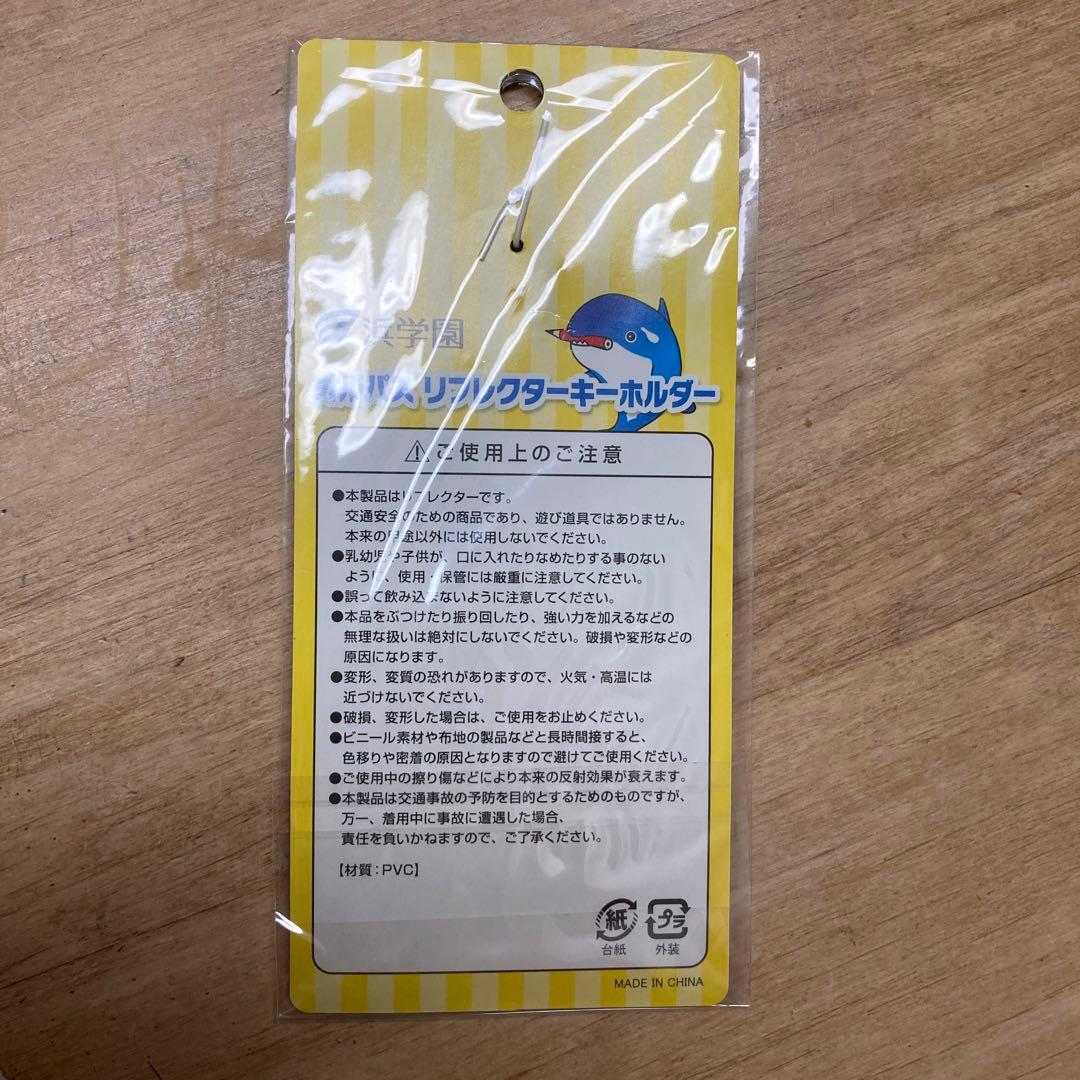 浜学園
パス リフレクターキーホルダー
ご使用上のご注意
●本製品はリフレクターです。
交通安全のための商品であり、遊び道具ではありません。
本来の用途以外には使用しないでください。
●乳幼児や子供が、口に入れたりなめたりする事のない
ように、使用・保管には厳重に注意してください。
●誤って飲み込まないように注意してください。
●本品をぶつけたり振り回したり、強い力を加えるなどの
無理な扱いは絶対にしないでください。破損や変形などの
原因になります。
●変形、変質の恐れがありますので、火気・高温には
近づけないでください。
●破損、変形した場合は、ご使用をお止めください。
●ビニール素材や布地の製品などと長時間接すると、
色移りや密着の原因となりますので避けてご使用ください。
●ご使用中の擦り傷などにより本来の反射効果が衰えます。
●本製品は交通事故の予防を目的とするためのものですが、
万一、着用中に事故に遭遇した場合、
責任を負いかねますので、ご了承ください。
【材質：PVC】
紙 プラ
台紙 外装
MADE IN CHINA